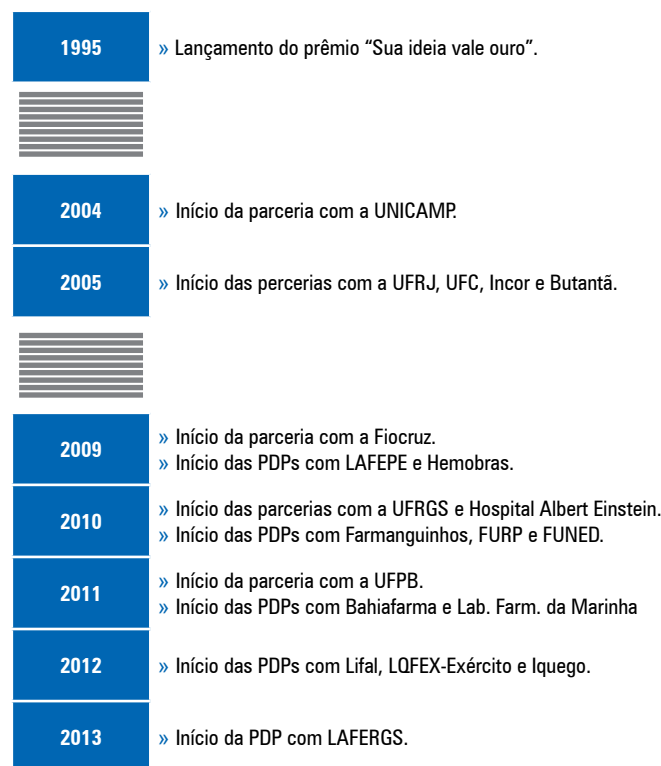 1995
» Lançamento do prêmio “Sua ideia vale ouro”.
2004
» Início da parceria com a UNICAMP.
2005
» Início das percerias com a UFRJ, UFC, Incor e Butantã.
2009
» Início da parceria com a Fiocruz.
» Início das PDPs com LAFEPE e Hemobras.
2010
» Início das parcerias com a UFRGS e Hospital Albert Einstein.
» Início das PDPs com Farmanguinhos, FURP e FUNED.
2011
» Início da parceria com a UFPB.
» Início das PDPs com Bahiafarma e Lab. Farm. da Marinha
2012
» Início das PDPs com Lifal, LQFEX-Exército e Iquego.
2013
» Início da PDP com LAFERGS.